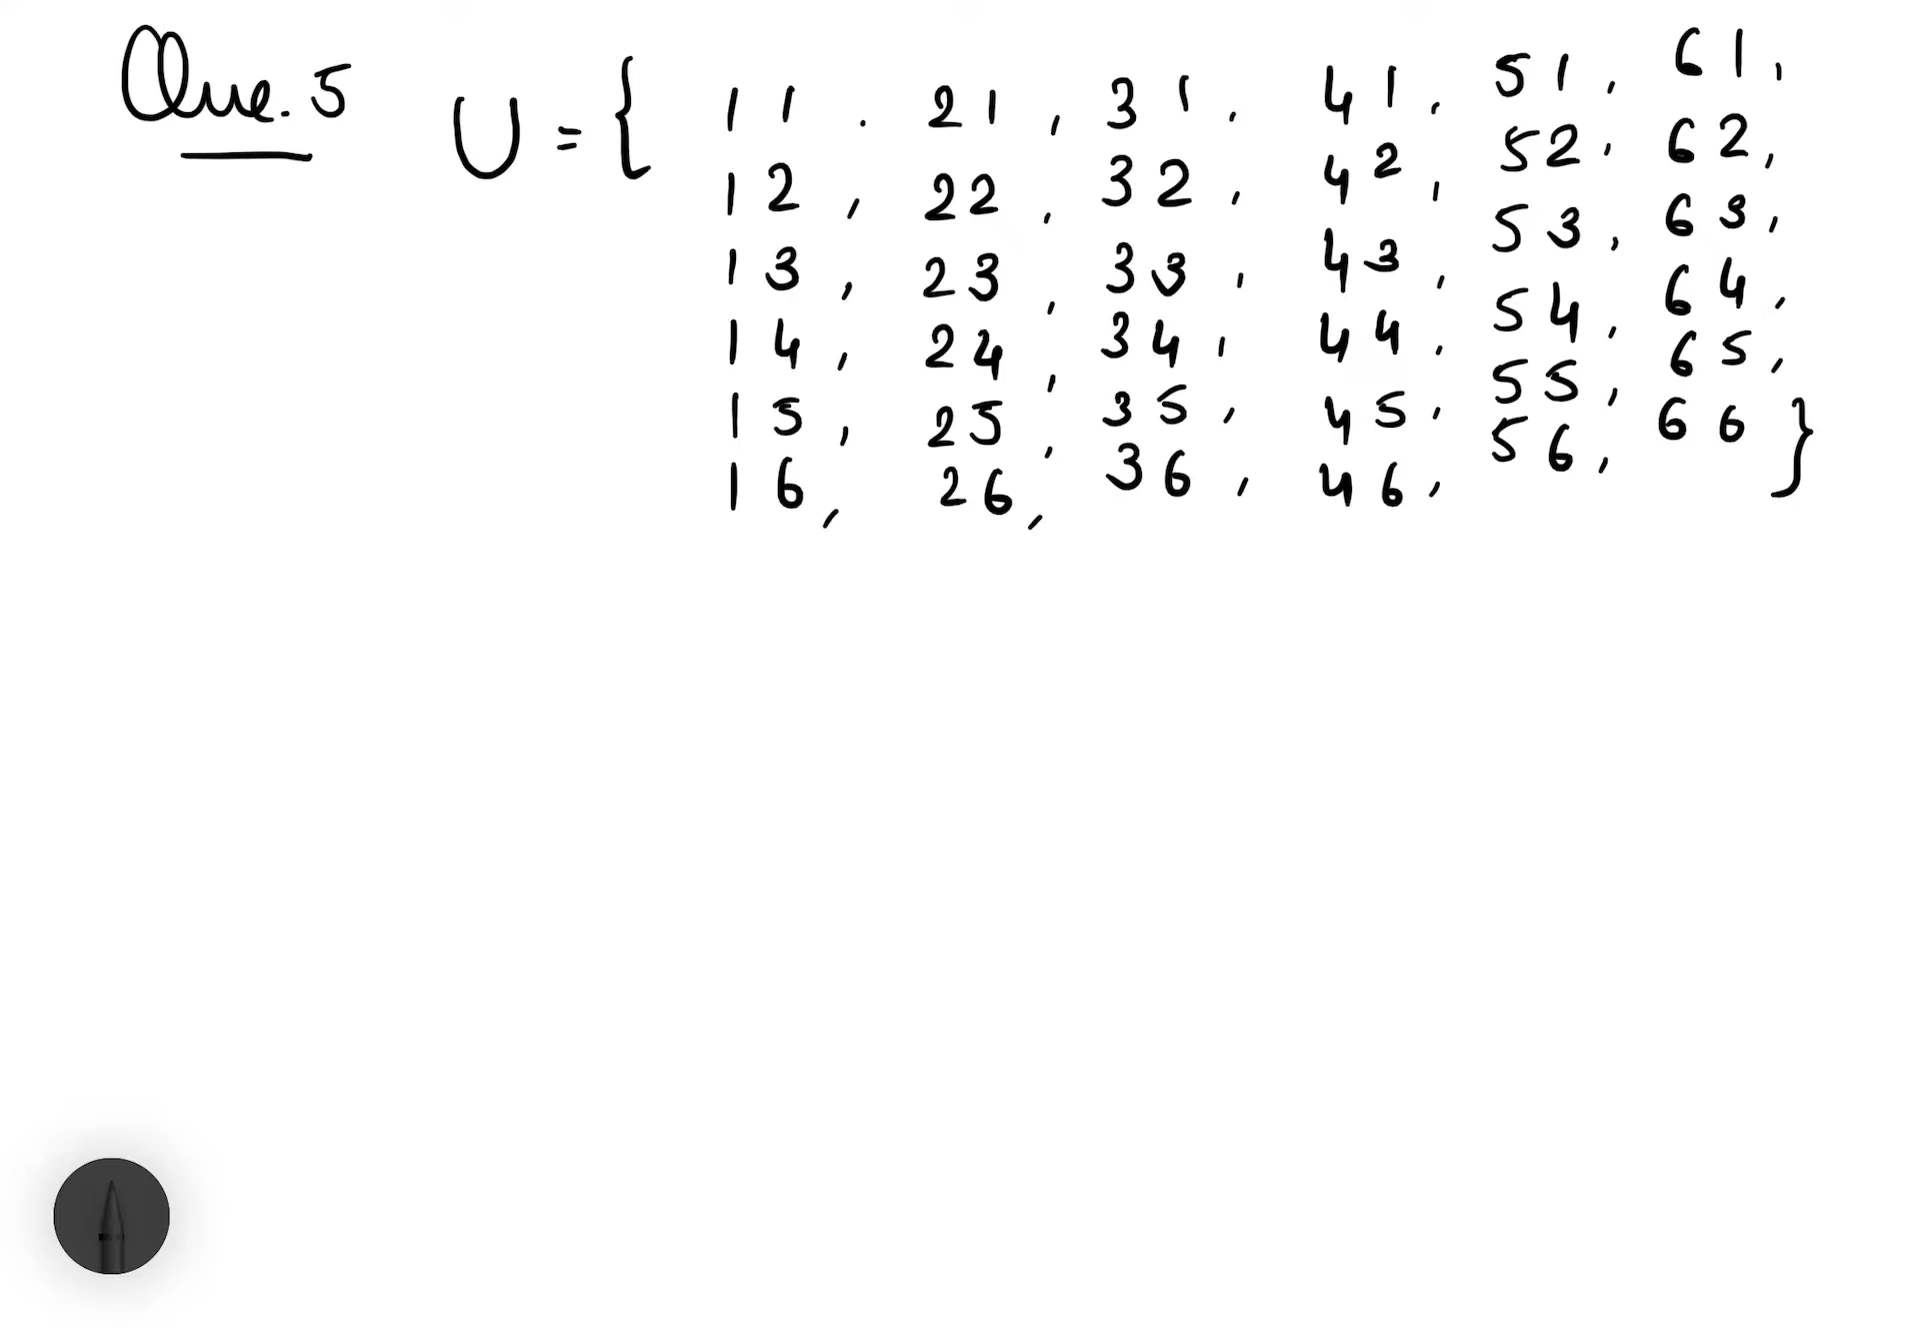 Que. 5 U = { 11 . 21 , 31 , 41 , 51 , 61 ,
12 , 22 , 32 , 42 , 52 , 62 ,
13 , 23 , 33 , 43 , 53 , 63 ,
14 , 24 , 34 , 44 , 54 , 64 ,
15 , 25 , 35 , 45 , 55 , 65 ,
16 , 26 , 36 , 46 , 56 , 66 }